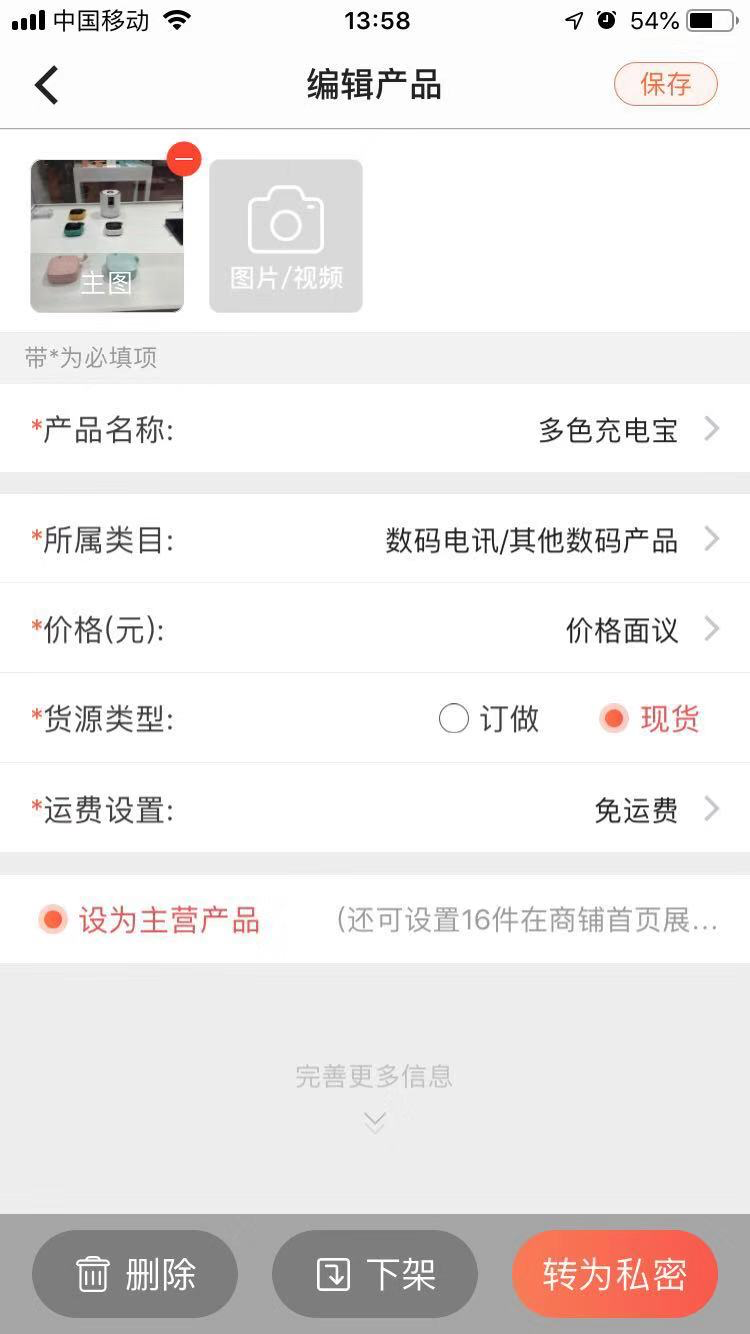 中国移动
13:58
54%
编辑产品
保存
主图
图片/视频
带*为必填项
*产品名称:
多色充电宝
*所属类目:
数码电讯/其他数码产品
*价格(元):
价格面议
*货源类型:
订做
现货
*运费设置:
免运费
设为主营产品
(还可设置16件在商铺首页展...
完善更多信息
删除
下架
转为私密